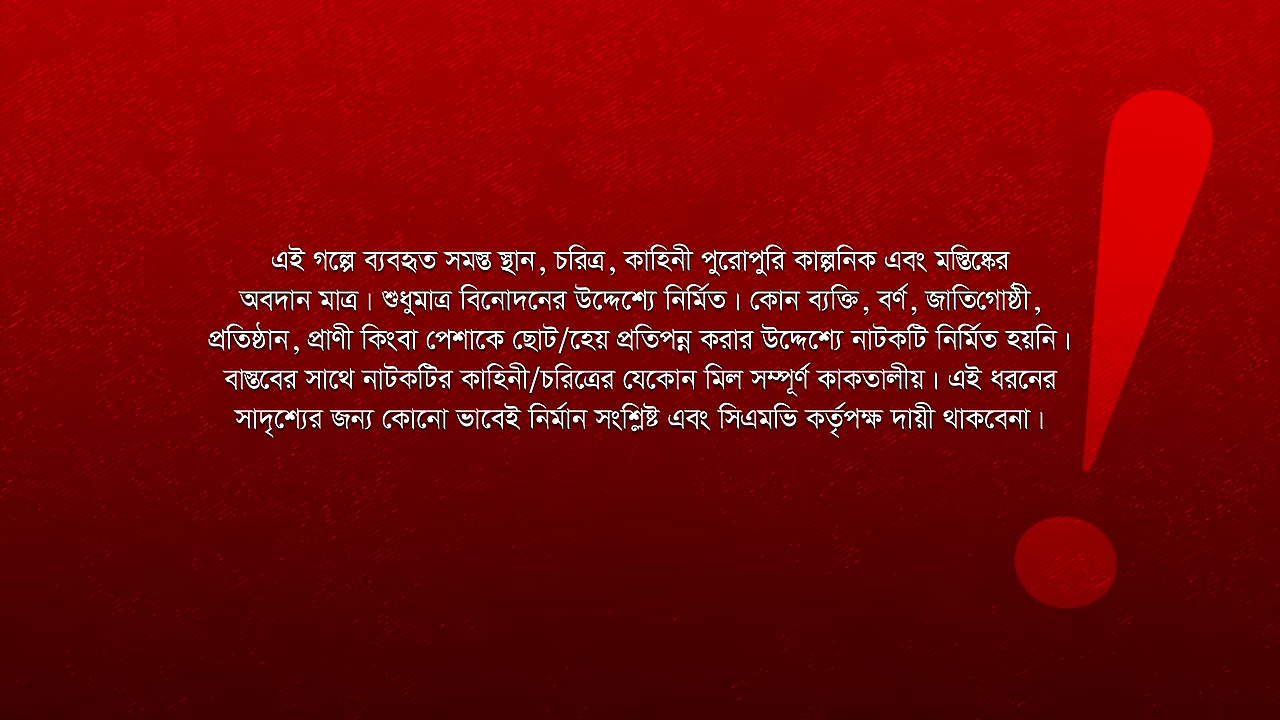 এই গল্পে ব্যবহৃত সমস্ত স্থান, চরিত্র, কাহিনী পুরোপুরি কাল্পনিক এবং মস্তিষ্কের
অবদান মাত্র। শুধুমাত্র বিনোদনের উদ্দেশ্যে নির্মিত। কোন ব্যক্তি, বর্ণ, জাতিগোষ্ঠী,
প্রতিষ্ঠান, প্রাণী কিংবা পেশাকে ছোট/হেয় প্রতিপন্ন করার উদ্দেশ্যে নাটকটি নির্মিত হয়নি।
বাস্তবের সাথে নাটকটির কাহিনী/চরিত্রের যেকোন মিল সম্পূর্ণ কাকতালীয়। এই ধরনের
সাদৃশ্যের জন্য কোনো ভাবেই নির্মান সংশ্লিষ্ট এবং সিএমভি কর্তৃপক্ষ দায়ী থাকবেনা।